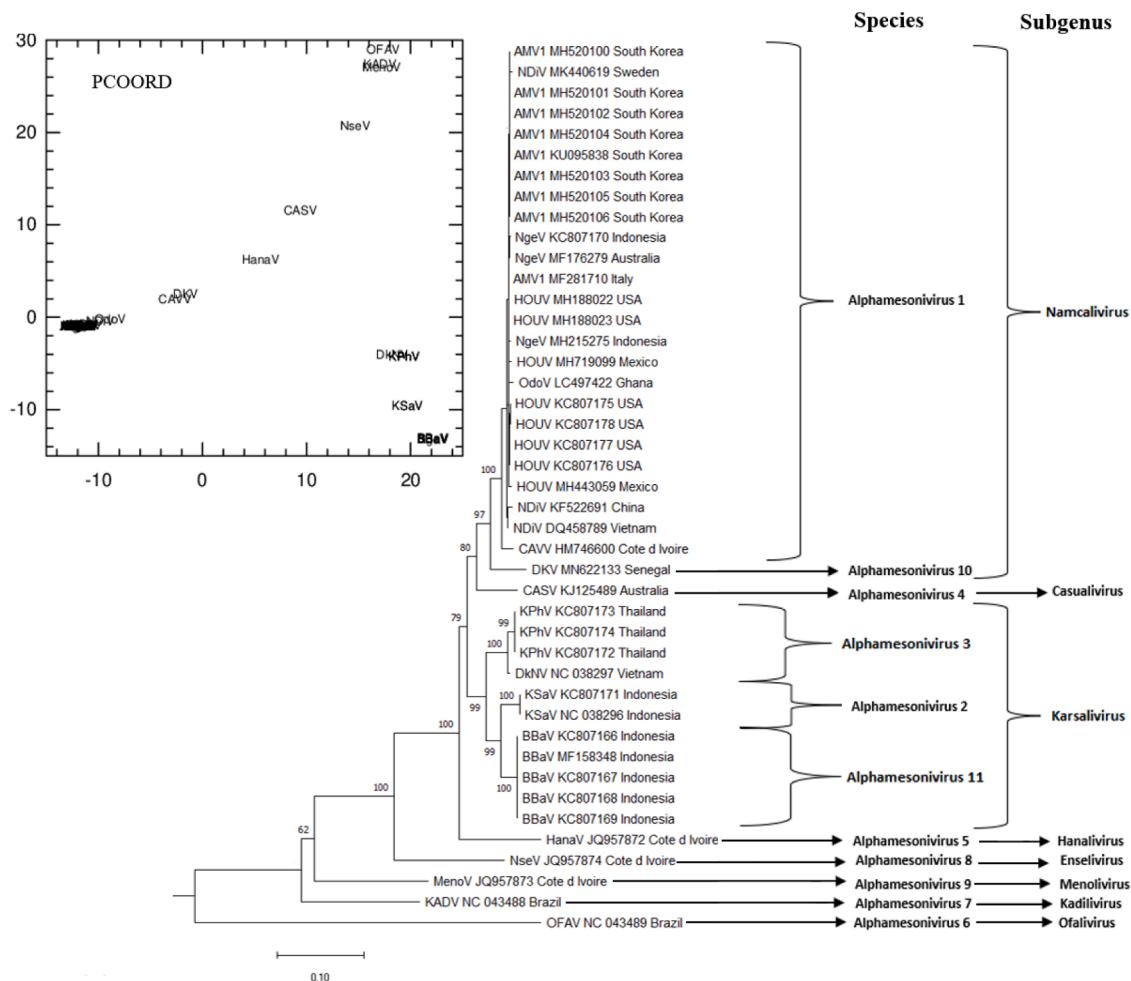 Species
Subgenus
30
20
10
0
-10
-10
0
10
20
PCOORD
OFAV
KADV
MenoV
NseV
CASV
HanaV
DKV
CAVV
OdoV
DkNV
KPhV
KSaV
BBaV
AMV1 MH520100 South Korea
NDiV MK440619 Sweden
AMV1 MH520101 South Korea
AMV1 MH520102 South Korea
AMV1 MH520104 South Korea
AMV1 KU095838 South Korea
AMV1 MH520103 South Korea
AMV1 MH520105 South Korea
AMV1 MH520106 South Korea
NgeV KC807170 Indonesia
NgeV MF176279 Australia
AMV1 MF281710 Italy
HOUV MH188022 USA
HOUV MH188023 USA
NgeV MH215275 Indonesia
HOUV MH719099 Mexico
OdoV LC497422 Ghana
HOUV KC807175 USA
HOUV KC807178 USA
HOUV KC807177 USA
HOUV KC807176 USA
HOUV MH443059 Mexico
NDiV KF522691 China
NDiV DQ458789 Vietnam
CAVV HM746600 Cote d Ivoire
Alphamesonivirus 1
Namcalivirus
DKV MN622133 Senegal
Alphamesonivirus 10
CASV KJ125489 Australia
Alphamesonivirus 4
Casualivirus
KPhV KC807173 Thailand
KPhV KC807174 Thailand
KPhV KC807172 Thailand
DkNV NC 038297 Vietnam
Alphamesonivirus 3
KSaV KC807171 Indonesia
KSaV NC 038296 Indonesia
Alphamesonivirus 2
Karsalivirus
BBaV KC807166 Indonesia
BBaV MF158348 Indonesia
BBaV KC807167 Indonesia
BBaV KC807168 Indonesia
BBaV KC807169 Indonesia
Alphamesonivirus 11
HanaV JQ957872 Cote d Ivoire
Alphamesonivirus 5
Hanalivirus
NseV JQ957874 Cote d Ivoire
Alphamesonivirus 8
Enselivirus
MenoV JQ957873 Cote d Ivoire
Alphamesonivirus 9
Menolivirus
KADV NC 043488 Brazil
Alphamesonivirus 7
Kadilivirus
OFAV NC 043489 Brazil
Alphamesonivirus 6
Ofalivirus
100
97
80
79
99
100
99
100
99
100
100
100
62
0.10